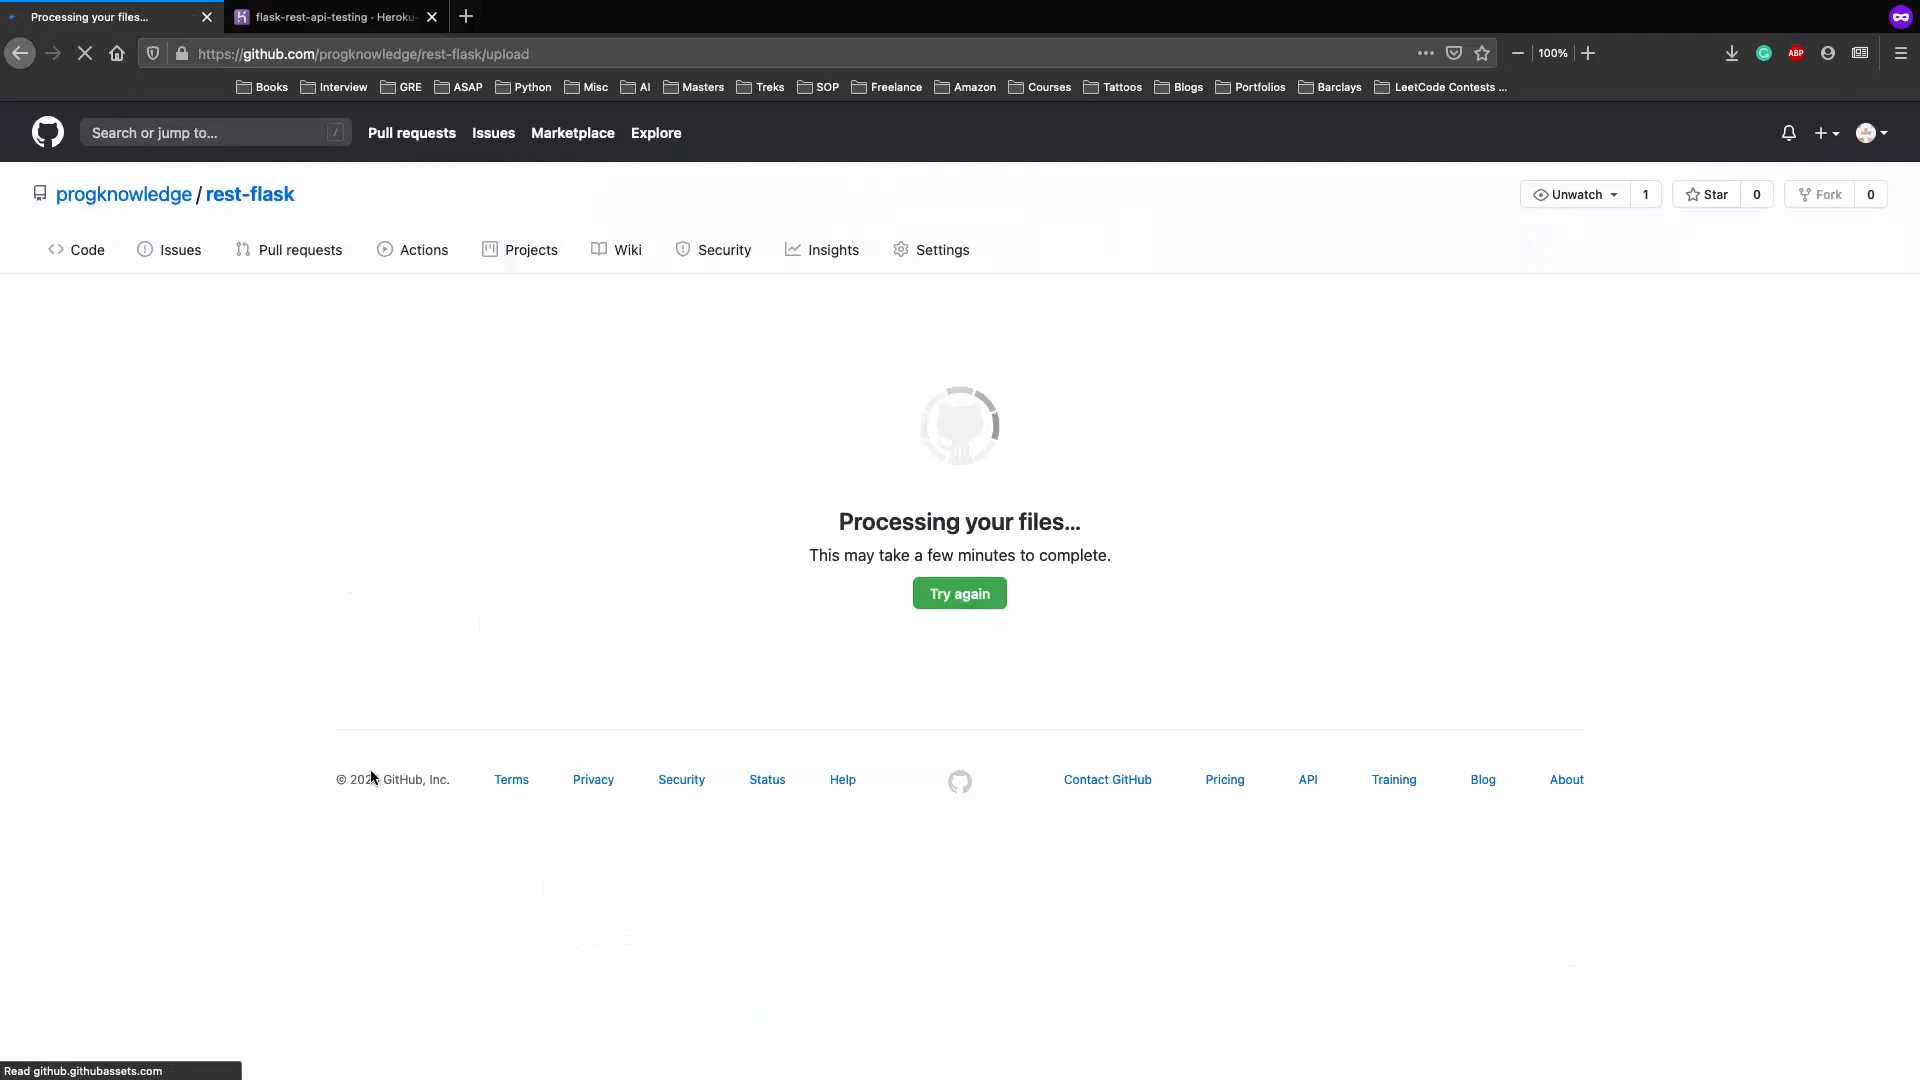 Processing your files...
flask-rest-api-testing · Heroku
https://github.com/progknowledge/rest-flask/upload
100%
ABP
Books Interview GRE ASAP Python Misc AI Masters Treks SOP Freelance Amazon Courses Tattoos Blogs Portfolios Barclays LeetCode Contests ...
Search or jump to... /
Pull requests Issues Marketplace Explore
progknowledge / rest-flask
Unwatch 1 Star 0 Fork 0
Code Issues Pull requests Actions Projects Wiki Security Insights Settings
Processing your files...
This may take a few minutes to complete.
Try again
© GitHub, Inc. Terms Privacy Security Status Help Contact GitHub Pricing API Training Blog About
Read github.githubassets.com